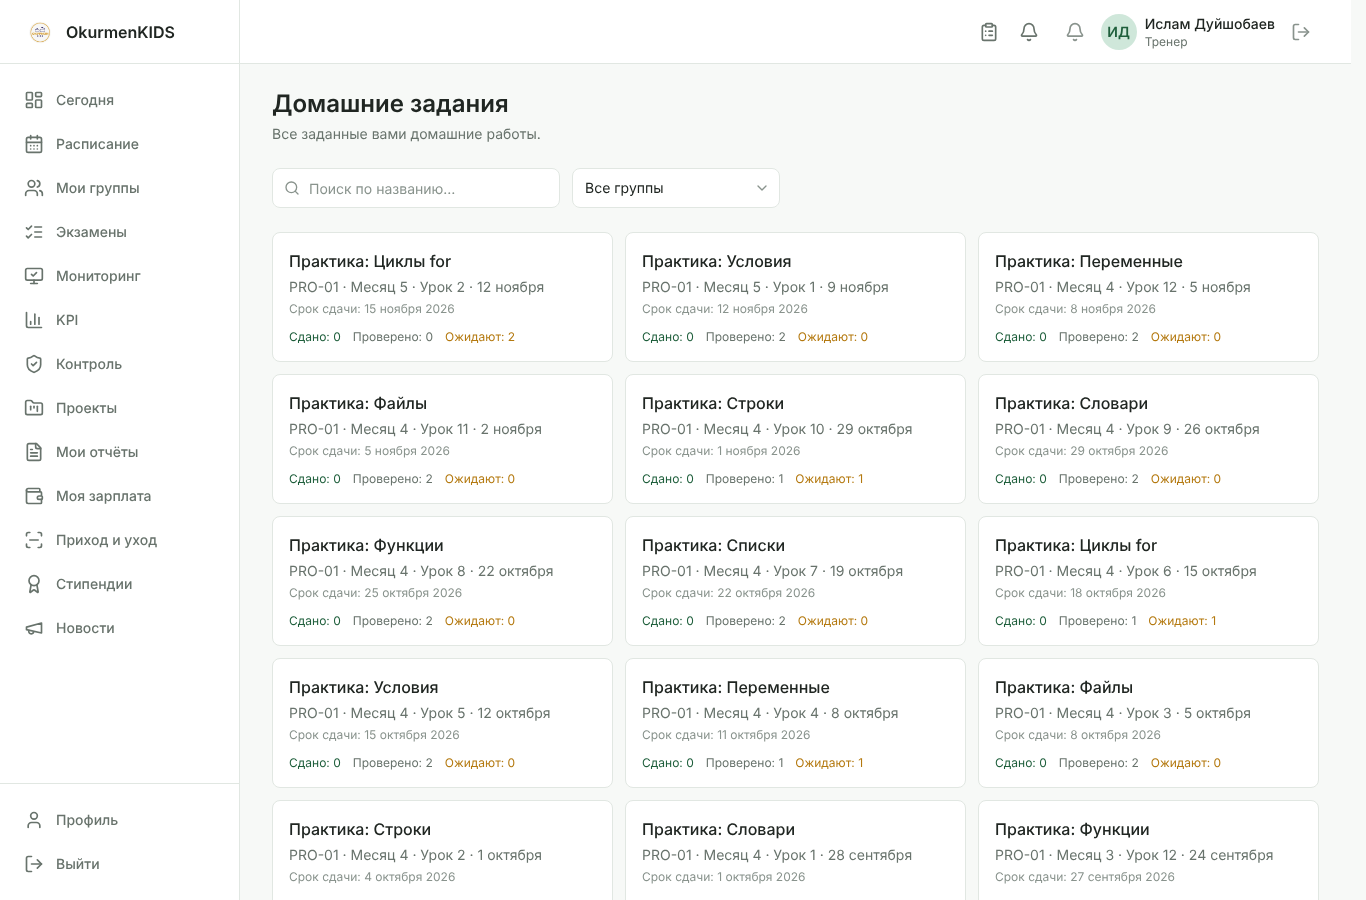 OkurmenKIDS
ИД
Ислам Дуйшобаев
Тренер
Сегодня
Расписание
Мои группы
Экзамены
Мониторинг
KPI
Контроль
Проекты
Мои отчёты
Моя зарплата
Приход и уход
Стипендии
Новости
Профиль
Выйти
Домашние задания
Все заданные вами домашние работы.
Поиск по названию...
Все группы
Практика: Циклы for
PRO-01 · Месяц 5 · Урок 2 · 12 ноября
Срок сдачи: 15 ноября 2026
Сдано: 0 Проверено: 0 Ожидают: 2
Практика: Условия
PRO-01 · Месяц 5 · Урок 1 · 9 ноября
Срок сдачи: 12 ноября 2026
Сдано: 0 Проверено: 2 Ожидают: 0
Практика: Переменные
PRO-01 · Месяц 4 · Урок 12 · 5 ноября
Срок сдачи: 8 ноября 2026
Сдано: 0 Проверено: 2 Ожидают: 0
Практика: Файлы
PRO-01 · Месяц 4 · Урок 11 · 2 ноября
Срок сдачи: 5 ноября 2026
Сдано: 0 Проверено: 2 Ожидают: 0
Практика: Строки
PRO-01 · Месяц 4 · Урок 10 · 29 октября
Срок сдачи: 1 ноября 2026
Сдано: 0 Проверено: 1 Ожидают: 1
Практика: Словари
PRO-01 · Месяц 4 · Урок 9 · 26 октября
Срок сдачи: 29 октября 2026
Сдано: 0 Проверено: 2 Ожидают: 0
Практика: Функции
PRO-01 · Месяц 4 · Урок 8 · 22 октября
Срок сдачи: 25 октября 2026
Сдано: 0 Проверено: 2 Ожидают: 0
Практика: Списки
PRO-01 · Месяц 4 · Урок 7 · 19 октября
Срок сдачи: 22 октября 2026
Сдано: 0 Проверено: 2 Ожидают: 0
Практика: Циклы for
PRO-01 · Месяц 4 · Урок 6 · 15 октября
Срок сдачи: 18 октября 2026
Сдано: 0 Проверено: 1 Ожидают: 1
Практика: Условия
PRO-01 · Месяц 4 · Урок 5 · 12 октября
Срок сдачи: 15 октября 2026
Сдано: 0 Проверено: 2 Ожидают: 0
Практика: Переменные
PRO-01 · Месяц 4 · Урок 4 · 8 октября
Срок сдачи: 11 октября 2026
Сдано: 0 Проверено: 1 Ожидают: 1
Практика: Файлы
PRO-01 · Месяц 4 · Урок 3 · 5 октября
Срок сдачи: 8 октября 2026
Сдано: 0 Проверено: 2 Ожидают: 0
Практика: Строки
PRO-01 · Месяц 4 · Урок 2 · 1 октября
Срок сдачи: 4 октября 2026
Практика: Словари
PRO-01 · Месяц 4 · Урок 1 · 28 сентября
Срок сдачи: 1 октября 2026
Практика: Функции
PRO-01 · Месяц 3 · Урок 12 · 24 сентября
Срок сдачи: 27 сентября 2026